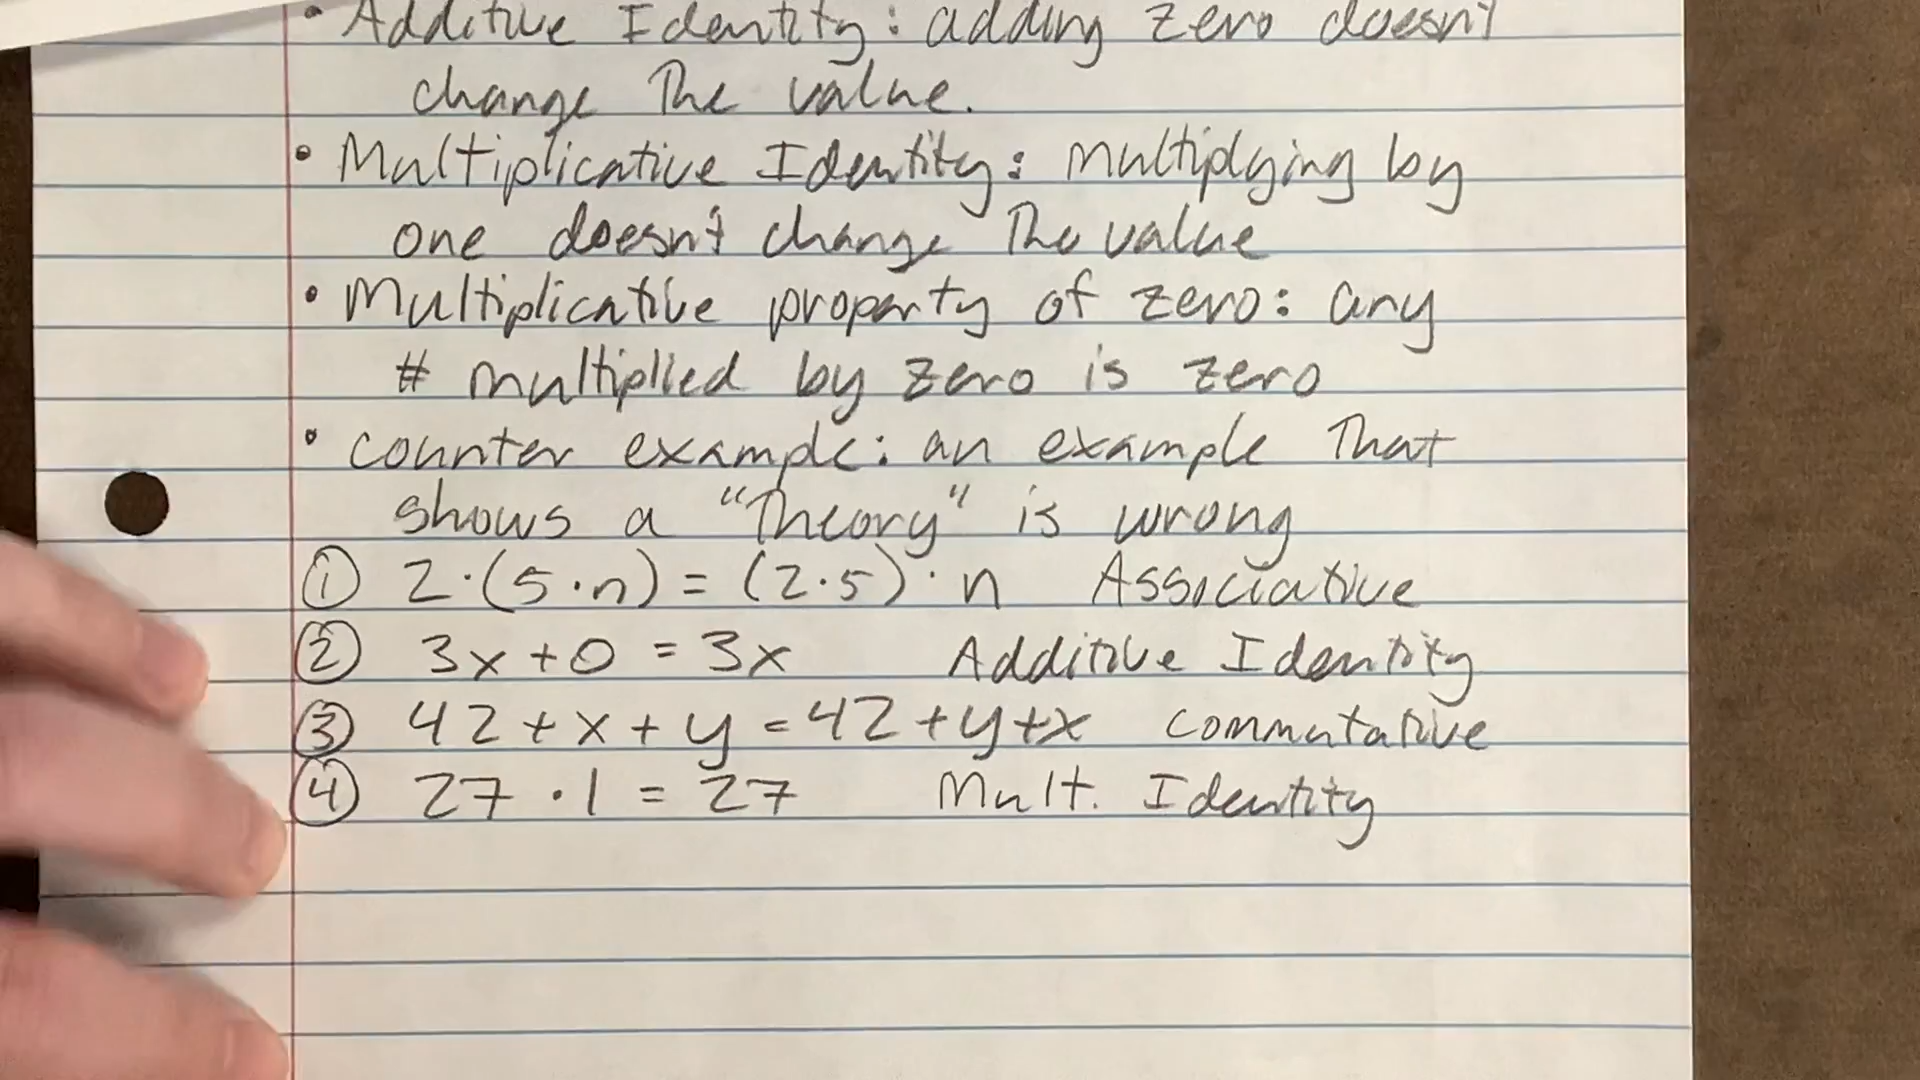 • Additive Identity: adding zero doesn't
change the value.
• Multiplicative Identity: multiplying by
one doesn't change the value
• Multiplicative property of zero: any
# multiplied by zero is zero
• counter example: an example that
shows a "Theory" is wrong
① 2·(5·n) = (2·5)·n Associative
② 3x+0 = 3x Additive Identity
③ 42+x+y=42+y+x commutative
④ 27·1 = 27 Mult. Identity